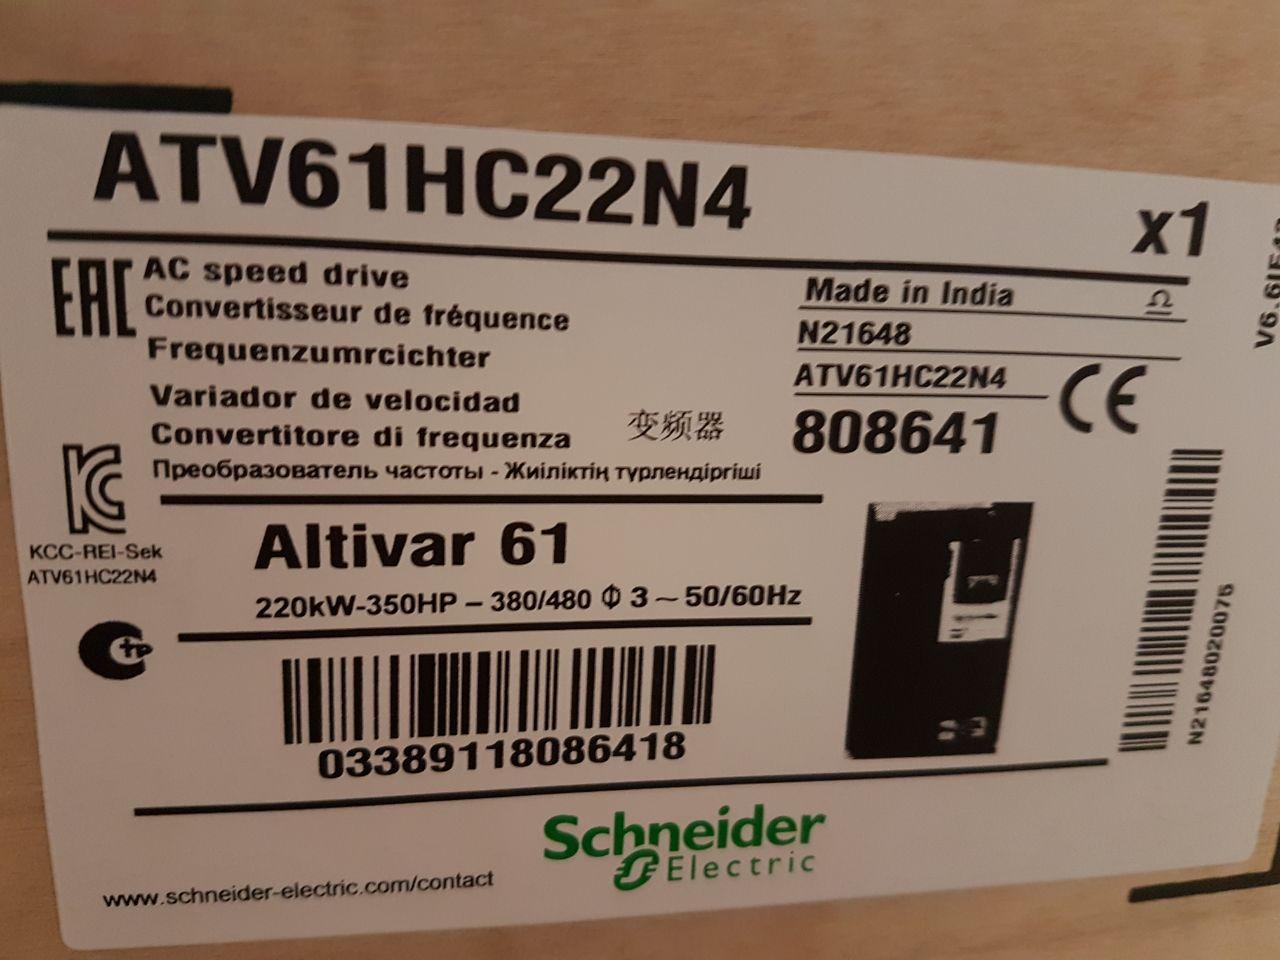 ATV61HC22N4
x1
AC speed drive
Convertisseur de fréquence
Frequenzumrcichter
Variador de velocidad
Convertitore di frequenza
变频器
Преобразователь частоты - Жиіліктің түрлендіргіші
Made in India
N21648
ATV61HC22N4
808641
CE
EAC
KC
KCC-REI-Sek
ATV61HC22N4
Altivar 61
220kW-350HP – 380/480 Φ 3 ~ 50/60Hz
03389118086418
N21648020075
Schneider
Electric
www.schneider-electric.com/contact